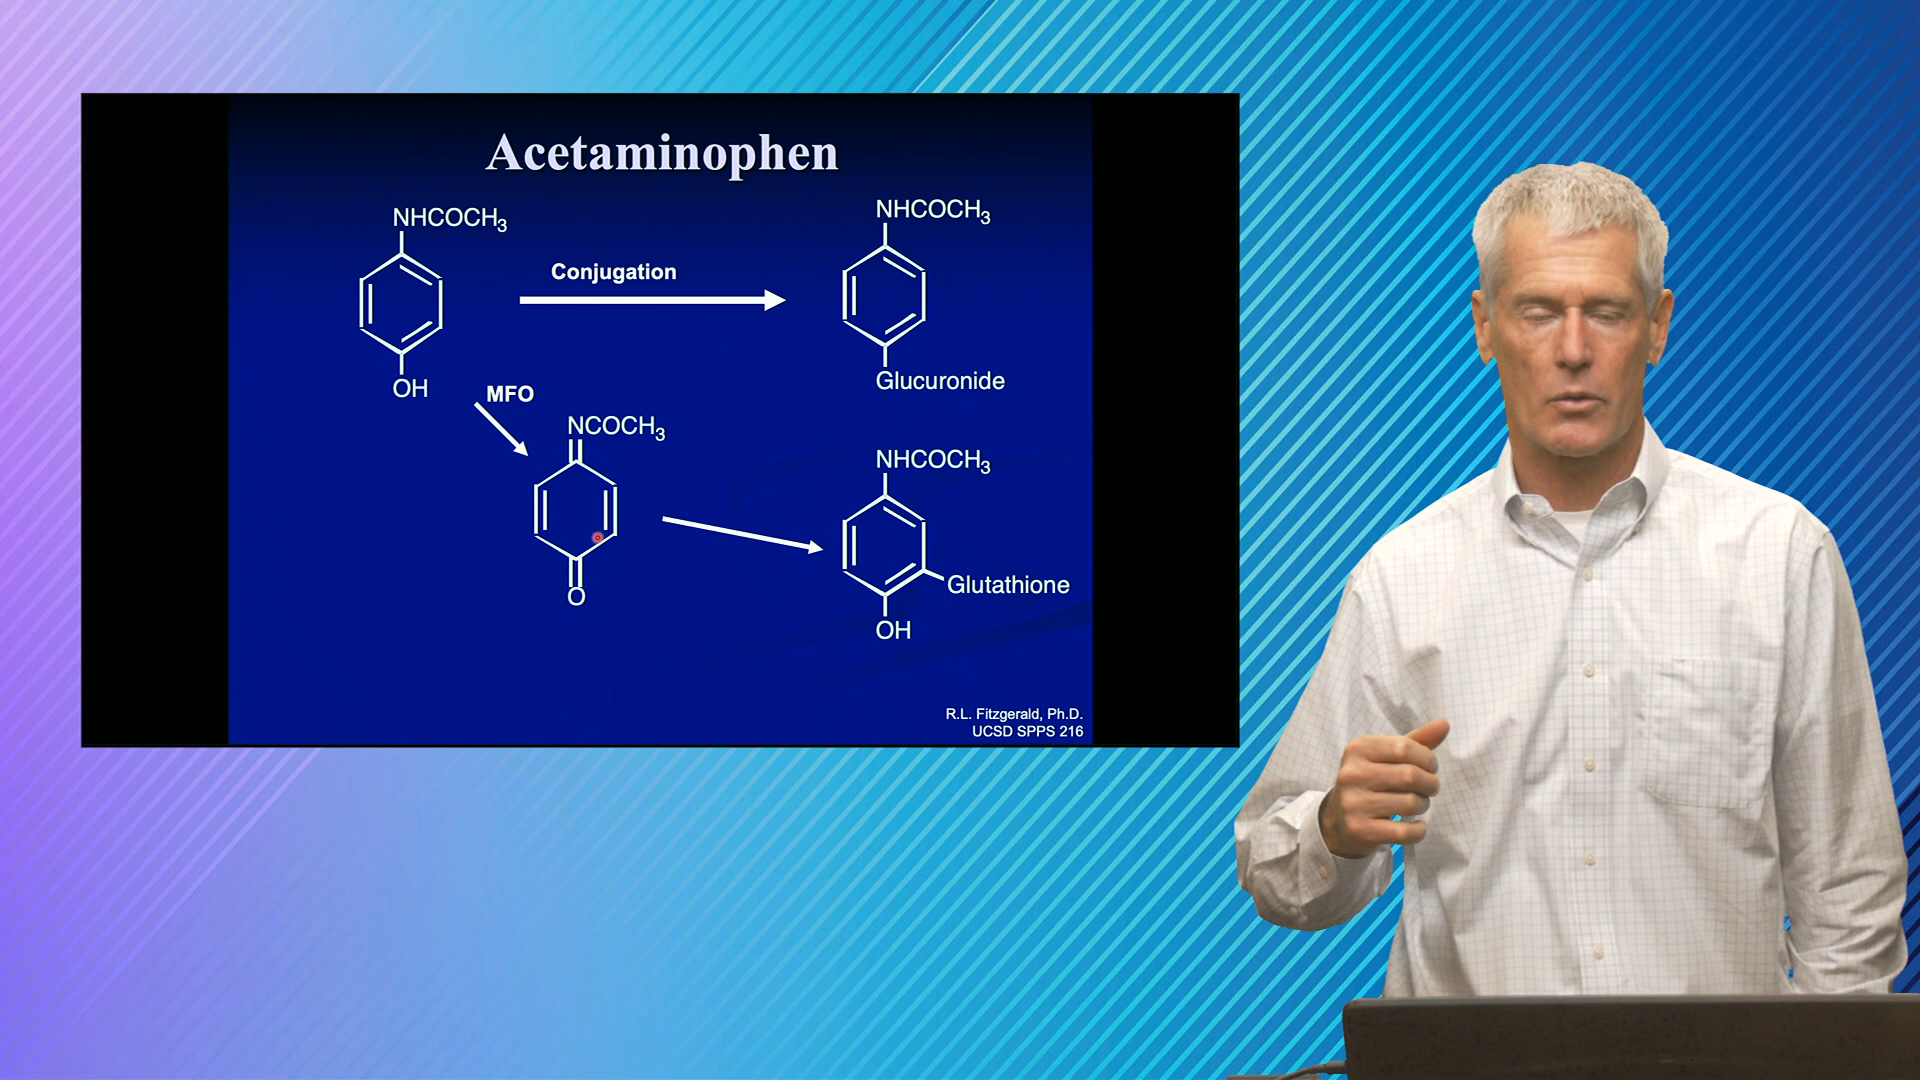 Acetaminophen
NHCOCH3
OH
Conjugation
NHCOCH3
Glucuronide
MFO
NCOCH3
O
NHCOCH3
Glutathione
OH
R.L. Fitzgerald, Ph.D.
UCSD SPPS 216